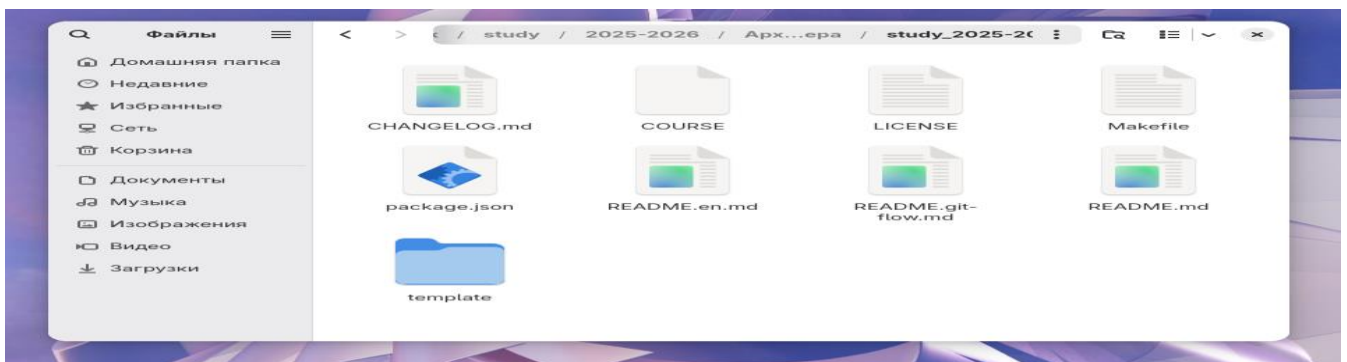 Файлы
Домашняя папка
Недавние
Избранные
Сеть
Корзина
Документы
Музыка
Изображения
Видео
Загрузки
/ study / 2025-2026 / Арх...ера / study_2025-2
CHANGELOG.md
COURSE
LICENSE
Makefile
package.json
README.en.md
README.git-
flow.md
README.md
template